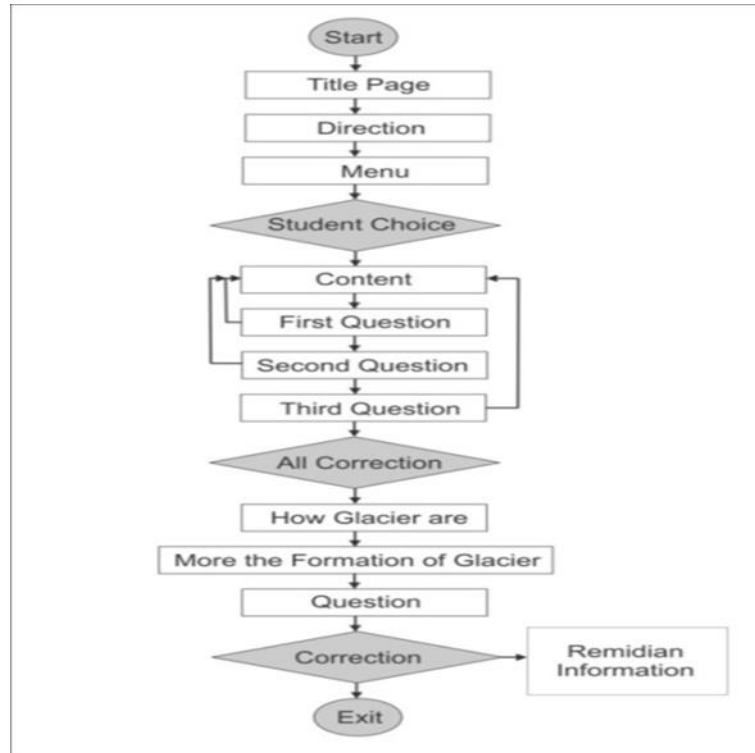 Start
Title Page
Direction
Menu
Student Choice
Content
First Question
Second Question
Third Question
All Correction
How Glacier are
More the Formation of Glacier
Question
Correction
Remidian
Information
Exit